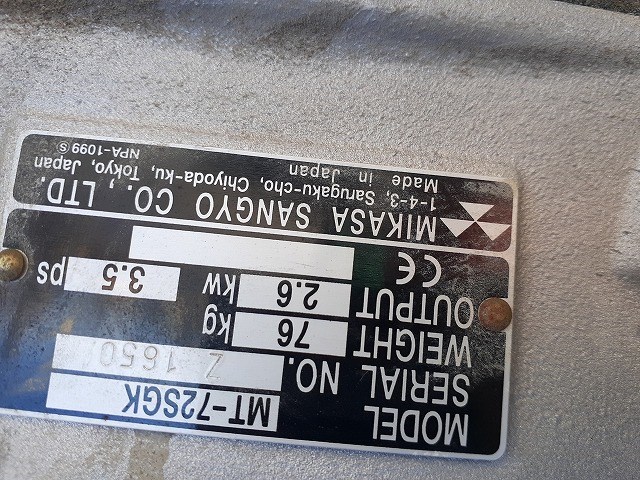 MODEL MT-72SGK
SERIAL NO. Z 1650
WEIGHT 76 kg
OUTPUT 2.6 kW 3.5 ps
CE
MIKASA SANGYO CO., LTD.
1-4-3, Sarugaku-cho, Chiyoda-ku, Tokyo, Japan
Made in Japan
NPA-1099 Ⓢ